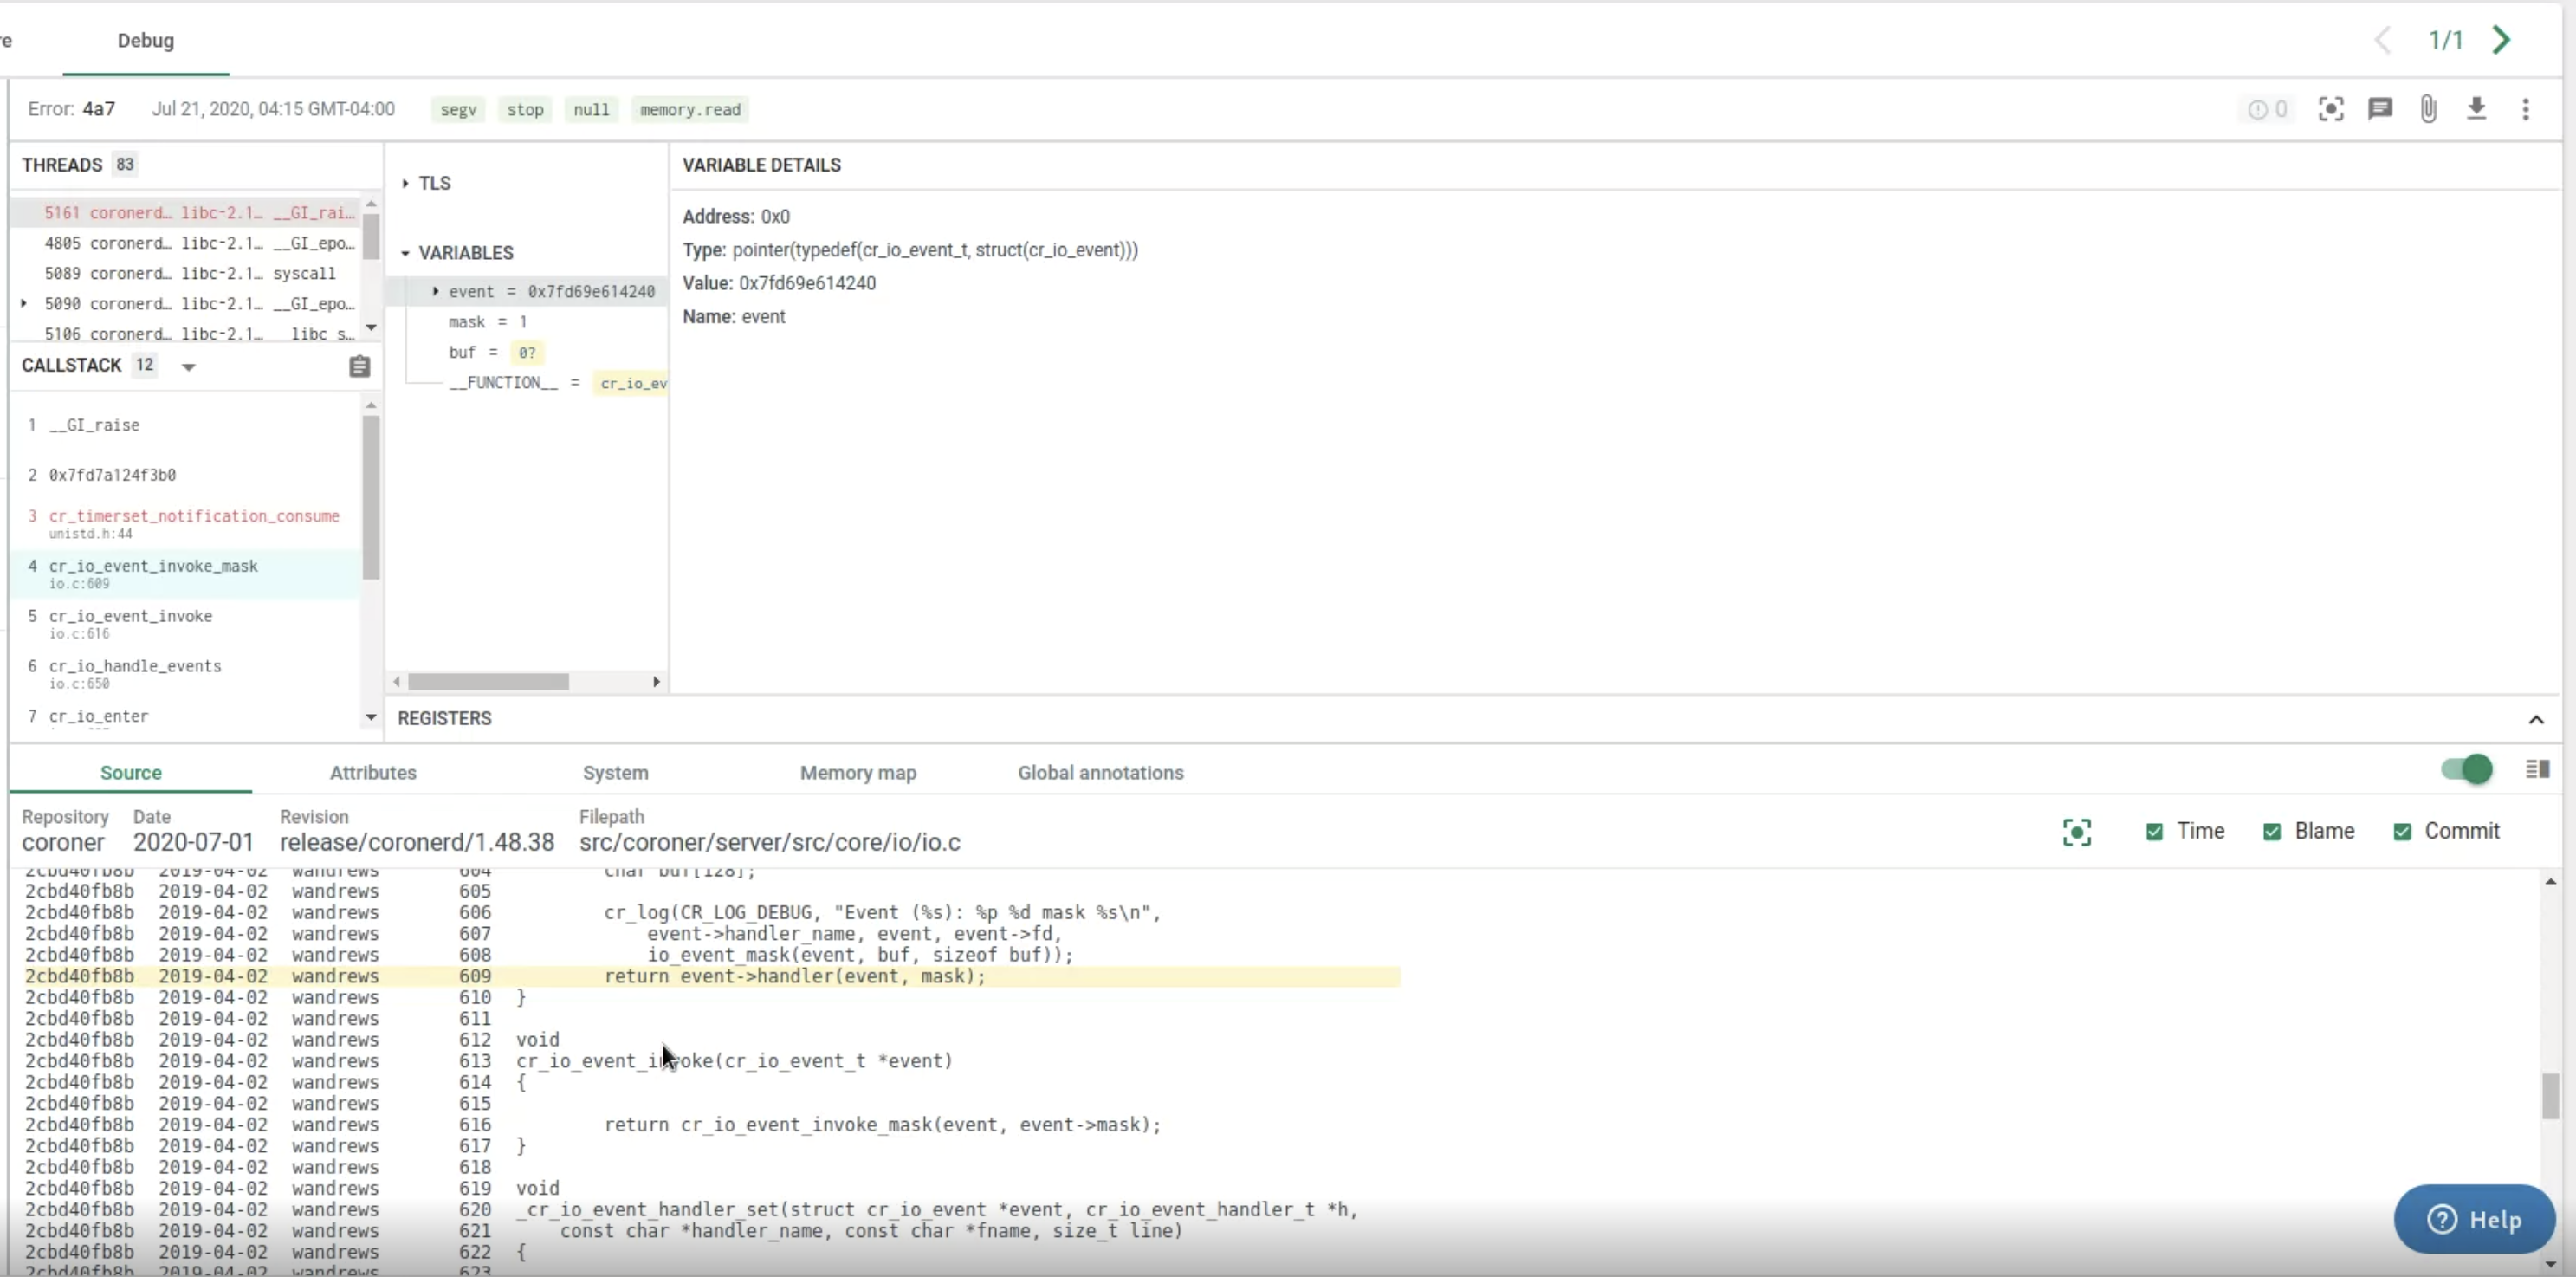 re Debug 1/1
Error: 4a7 Jul 21, 2020, 04:15 GMT-04:00 segv stop null memory.read 0
THREADS 83
5161 coronerd… libc-2.1… __GI_rai…
4805 coronerd… libc-2.1… __GI_epo…
5089 coronerd… libc-2.1… syscall
5090 coronerd… libc-2.1… __GI_epo…
5106 coronerd… libc-2.1… libc s…
CALLSTACK 12
1 __GI_raise
2 0x7fd7a124f3b0
3 cr_timerset_notification_consume
unistd.h:44
4 cr_io_event_invoke_mask
io.c:609
5 cr_io_event_invoke
io.c:616
6 cr_io_handle_events
io.c:650
7 cr_io_enter
TLS
VARIABLES
event = 0x7fd69e614240
mask = 1
buf = 0?
__FUNCTION__ = cr_io_ev
VARIABLE DETAILS
Address: 0x0
Type: pointer(typedef(cr_io_event_t, struct(cr_io_event)))
Value: 0x7fd69e614240
Name: event
REGISTERS
Source Attributes System Memory map Global annotations
Repository Date Revision Filepath
coroner 2020-07-01 release/coronerd/1.48.38 src/coroner/server/src/core/io/io.c
Time Blame Commit
2cbd40fb8b 2019-04-02 wandrews 604 char buf[128];
2cbd40fb8b 2019-04-02 wandrews 605
2cbd40fb8b 2019-04-02 wandrews 606 cr_log(CR_LOG_DEBUG, "Event (%s): %p %d mask %s\n",
2cbd40fb8b 2019-04-02 wandrews 607 event->handler_name, event, event->fd,
2cbd40fb8b 2019-04-02 wandrews 608 io_event_mask(event, buf, sizeof buf));
2cbd40fb8b 2019-04-02 wandrews 609 return event->handler(event, mask);
2cbd40fb8b 2019-04-02 wandrews 610 }
2cbd40fb8b 2019-04-02 wandrews 611
2cbd40fb8b 2019-04-02 wandrews 612 void
2cbd40fb8b 2019-04-02 wandrews 613 cr_io_event_invoke(cr_io_event_t *event)
2cbd40fb8b 2019-04-02 wandrews 614 {
2cbd40fb8b 2019-04-02 wandrews 615
2cbd40fb8b 2019-04-02 wandrews 616 return cr_io_event_invoke_mask(event, event->mask);
2cbd40fb8b 2019-04-02 wandrews 617 }
2cbd40fb8b 2019-04-02 wandrews 618
2cbd40fb8b 2019-04-02 wandrews 619 void
2cbd40fb8b 2019-04-02 wandrews 620 _cr_io_event_handler_set(struct cr_io_event *event, cr_io_event_handler_t *h,
2cbd40fb8b 2019-04-02 wandrews 621 const char *handler_name, const char *fname, size_t line)
2cbd40fb8b 2019-04-02 wandrews 622 {
2cbd40fb8b 2019-04-02 wandrews 623
Help